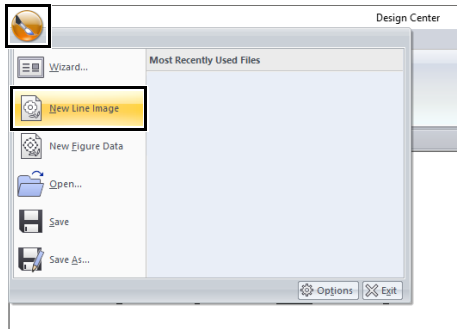 Design Center
Most Recently Used Files
Wizard...
New Line Image
New Figure Data
Open...
Save
Save As...
Options
Exit